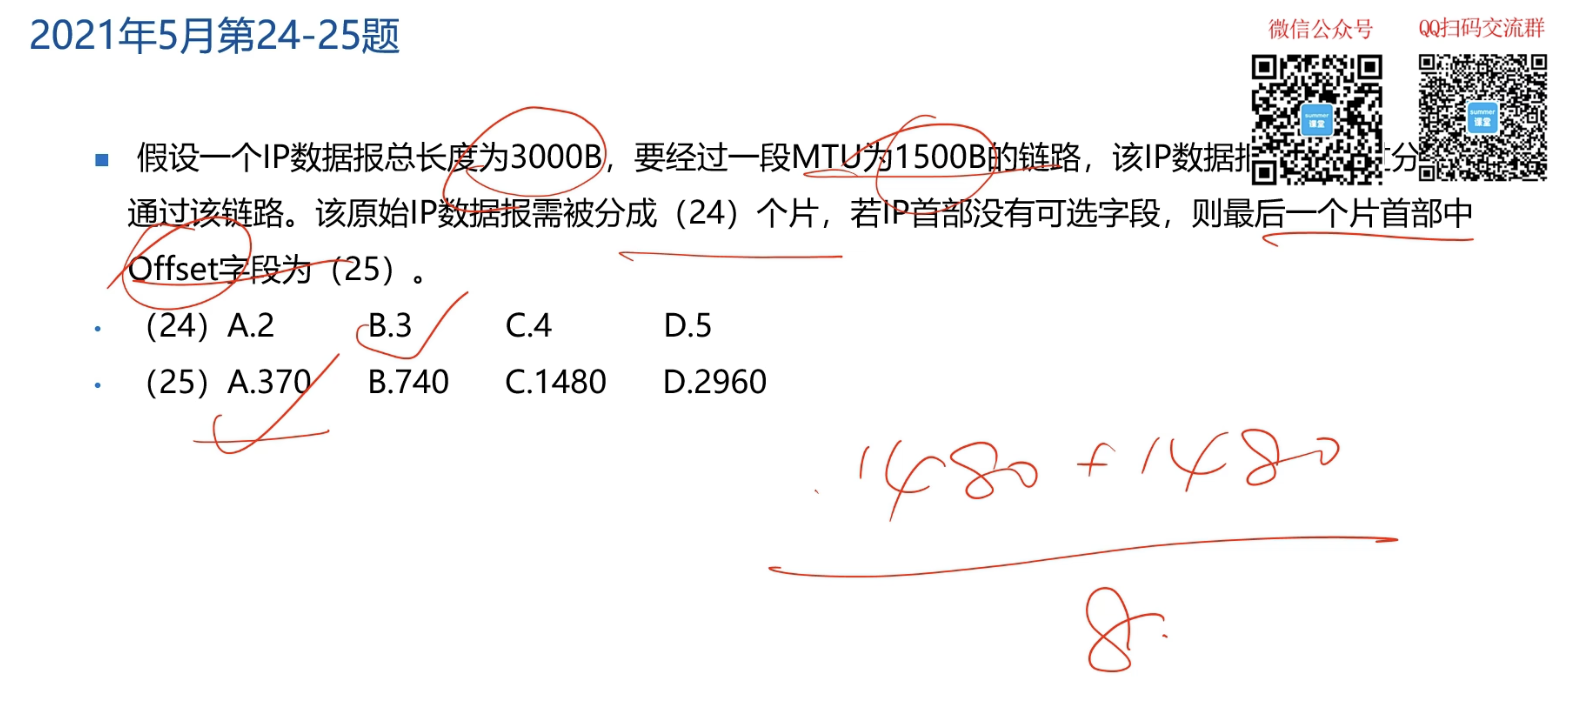 2021年5月第24-25题
微信公众号
QQ扫码交流群
summer
课堂
summer
课堂
假设一个IP数据报总长度为3000B，要经过一段MTU为1500B的链路，该IP数据报 分
通过该链路。该原始IP数据报需被分成（24）个片，若IP首部没有可选字段，则最后一个片首部中
Offset字段为（25）。
（24）A.2 B.3 C.4 D.5
（25）A.370 B.740 C.1480 D.2960
1480 + 1480
8